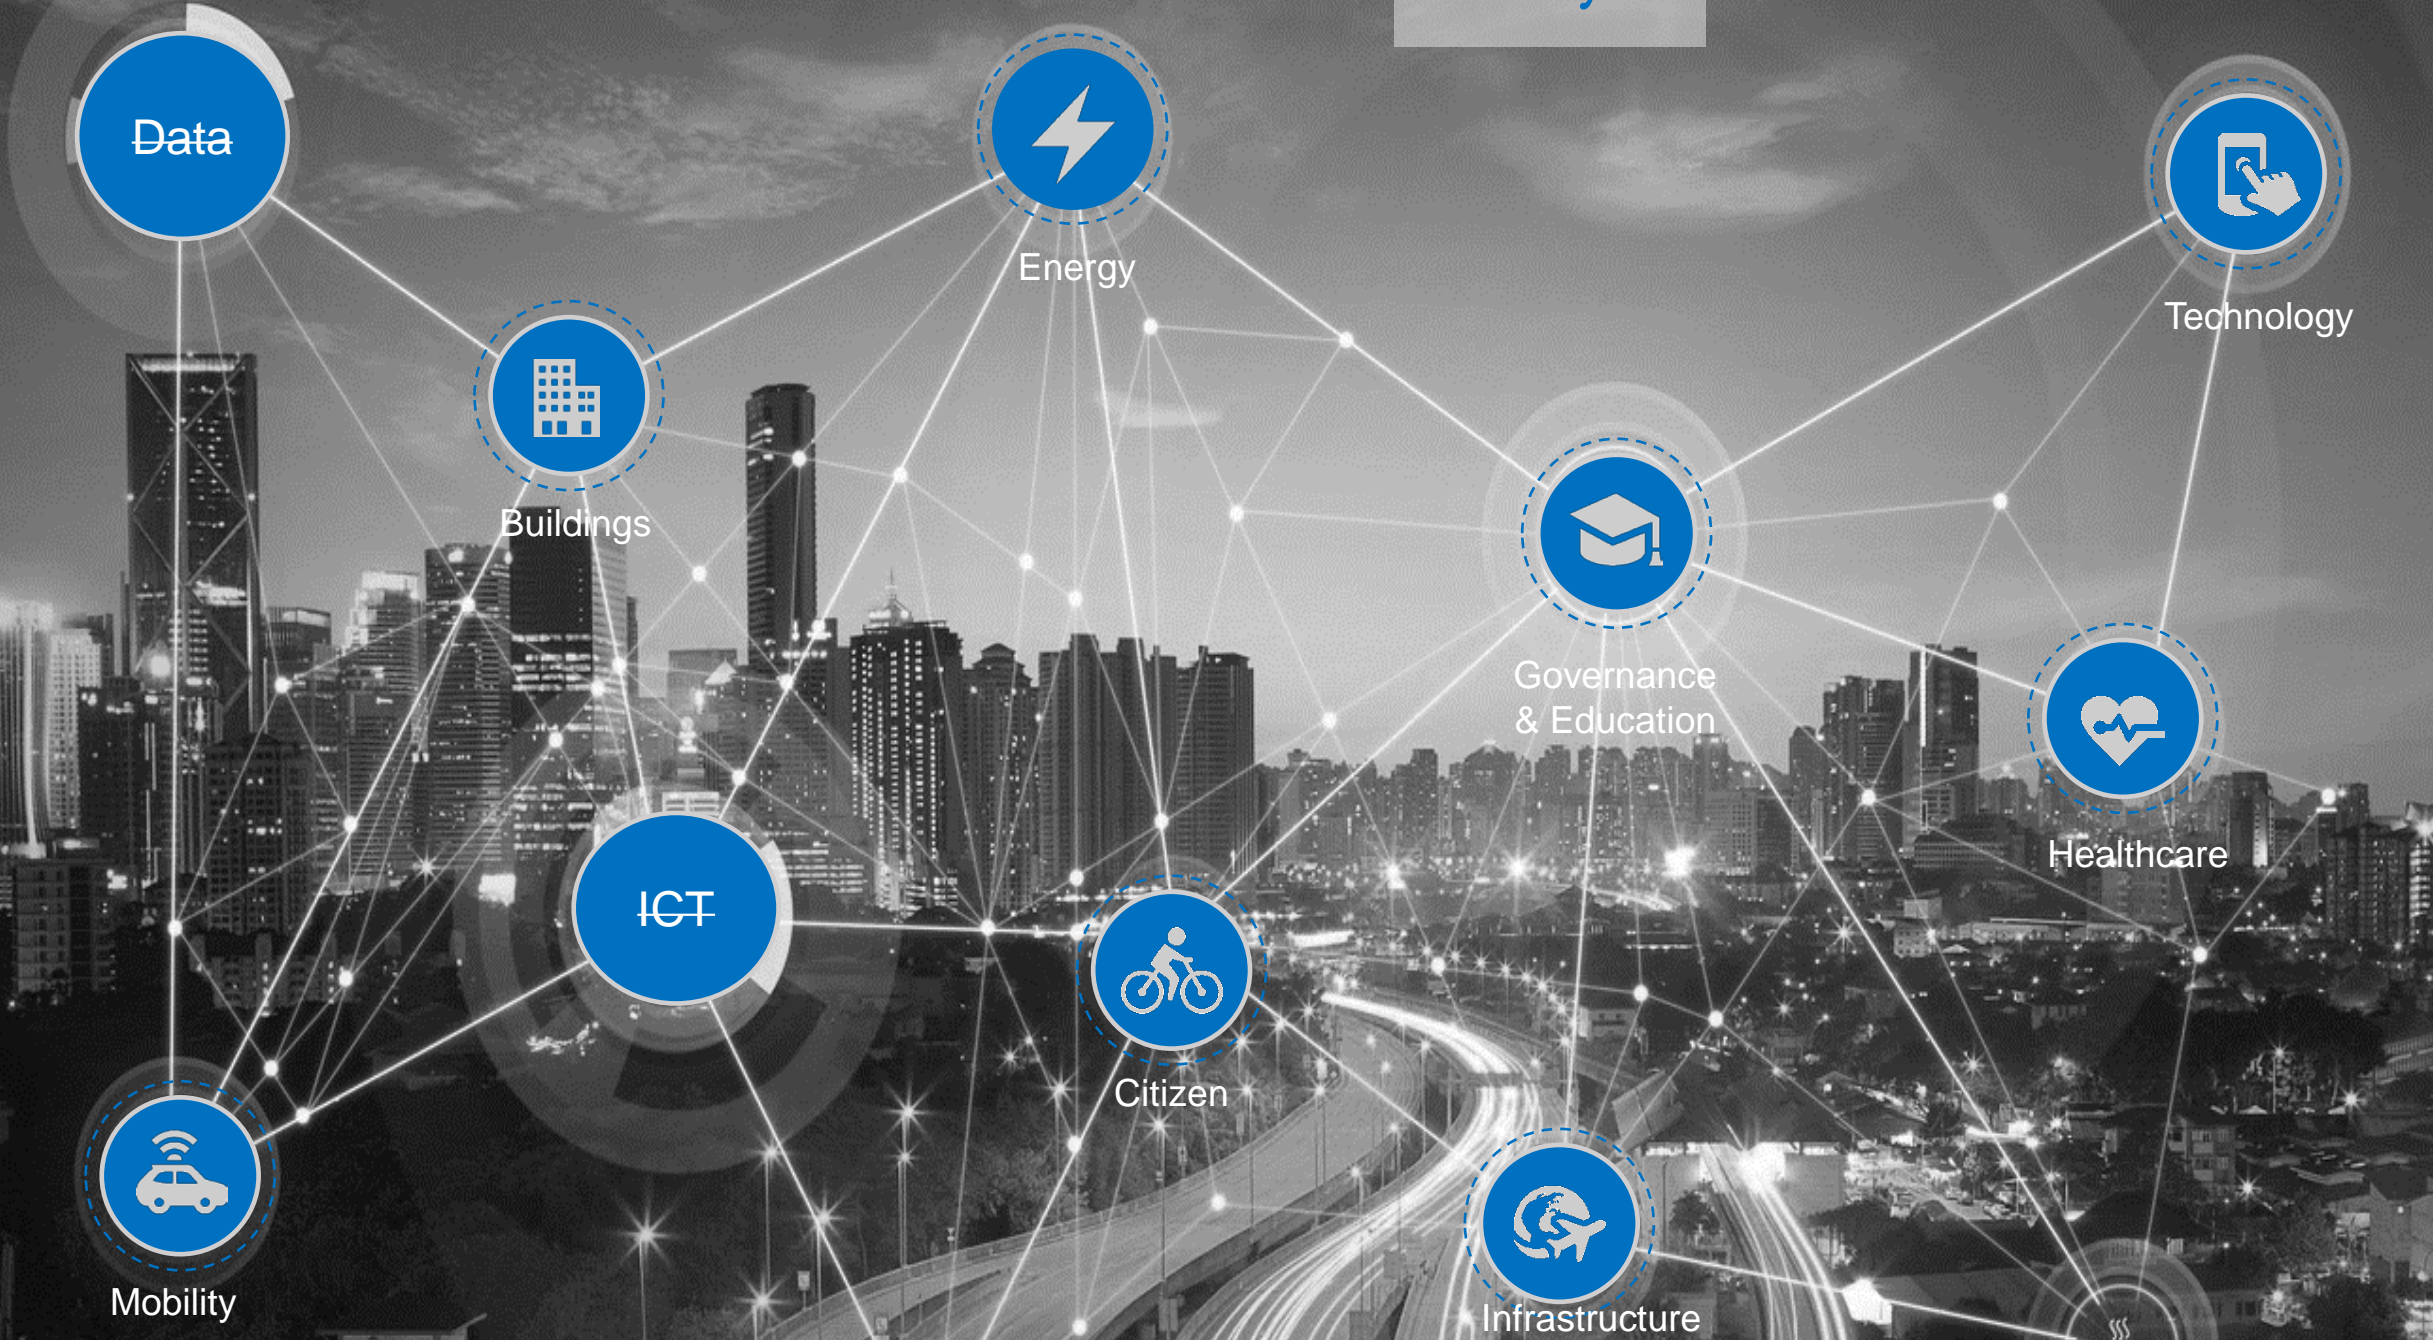 Data
Energy
Technology
Buildings
Governance
& Education
Healthcare
ICT
Citizen
Mobility
Infrastructure